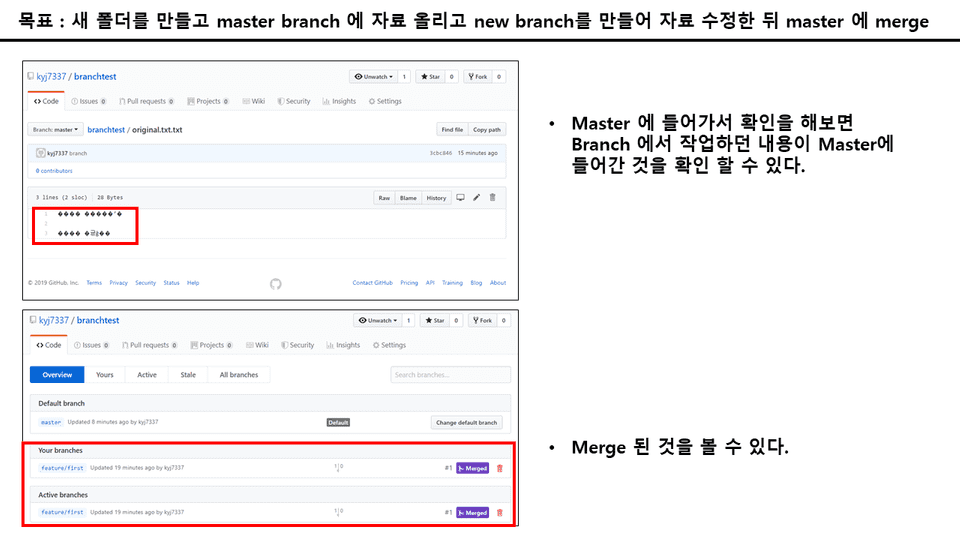 목표 : 새 폴더를 만들고 master branch 에 자료 올리고 new branch를 만들어 자료 수정한 뒤 master 에 merge
kyj7337 / branchtest
Unwatch 1 Star 0 Fork 0
Code Issues 0 Pull requests 0 Projects 0 Wiki Security Insights Settings
Branch: master branchtest / original.txt.txt Find file Copy path
kyj7337 branch 3cbc846 15 minutes ago
0 contributors
3 lines (2 sloc) 28 Bytes Raw Blame History
1
2
3
© 2019 GitHub, Inc. Terms Privacy Security Status Help Contact GitHub Pricing API Training Blog About
• Master 에 들어가서 확인을 해보면
Branch 에서 작업하던 내용이 Master에
들어간 것을 확인 할 수 있다.
kyj7337 / branchtest
Unwatch 1 Star 0 Fork 0
Code Issues 0 Pull requests 0 Projects 0 Wiki Security Insights Settings
Overview Yours Active Stale All branches Search branches...
Default branch
master Updated 8 minutes ago by kyj7337 Default Change default branch
Your branches
feature/first Updated 19 minutes ago by kyj7337 1|0 #1 Merged
Active branches
feature/first Updated 19 minutes ago by kyj7337 1|0 #1 Merged
• Merge 된 것을 볼 수 있다.